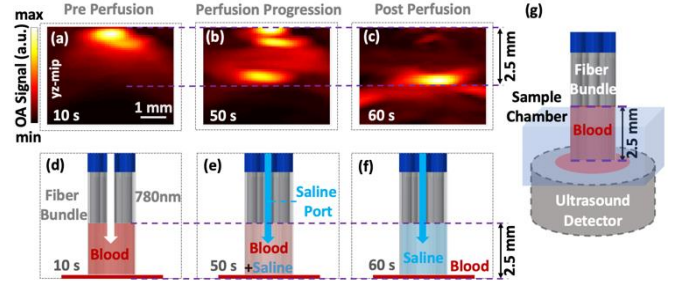 Pre Perfusion
Perfusion Progression
Post Perfusion
(g)
max
OA Signal (a.u.)
min
(a)
yz-mip
10 s
1 mm
(b)
50 s
(c)
60 s
2.5 mm
Fiber
Bundle
Sample
Chamber
Blood
2.5 mm
Ultrasound
Detector
(d)
Fiber
Bundle
780nm
Blood
10 s
(e)
Saline
Port
Blood
+Saline
50 s
(f)
Saline
60 s
Blood
2.5 mm